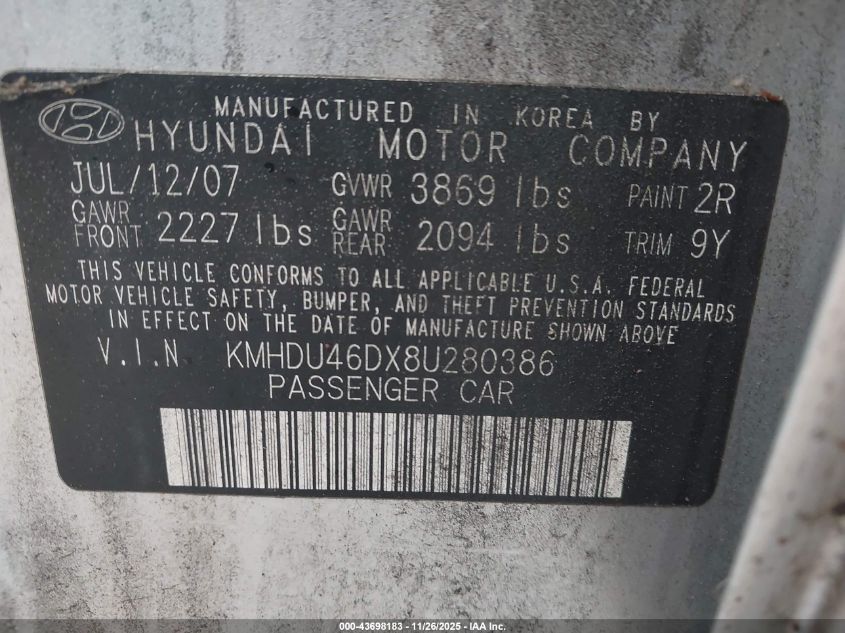 MANUFACTURED IN KOREA BY
HYUNDAI MOTOR COMPANY
JUL/12/07 GVWR 3869 lbs PAINT 2R
GAWR FRONT 2227 lbs GAWR REAR 2094 lbs TRIM 9Y
THIS VEHICLE CONFORMS TO ALL APPLICABLE U.S.A. FEDERAL
MOTOR VEHICLE SAFETY, BUMPER, AND THEFT PREVENTION STANDARDS
IN EFFECT ON THE DATE OF MANUFACTURE SHOWN ABOVE
V.I.N KMHDU46DX8U280386
PASSENGER CAR
000-43698183 - 11/26/2025 - IAA Inc.